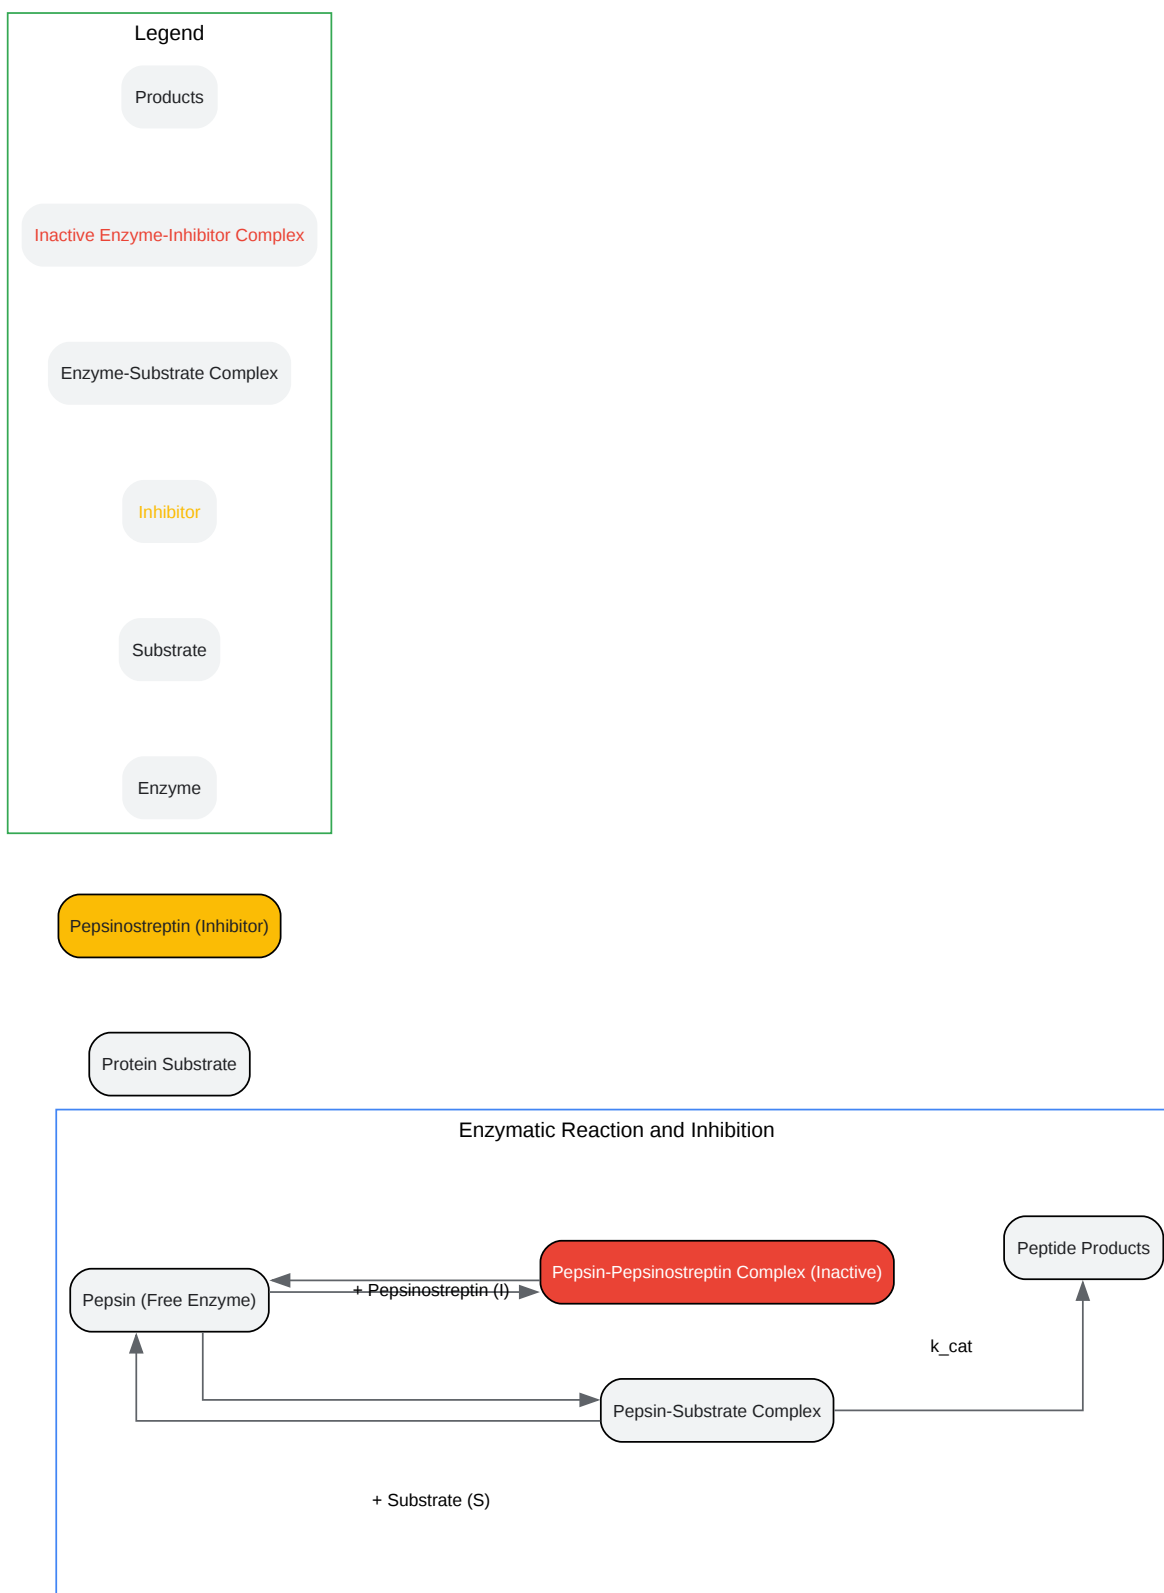 Legend
Products
Inactive Enzyme-Inhibitor Complex
Enzyme-Substrate Complex
Inhibitor
Substrate
Enzyme
Pepsinostreptin (Inhibitor)
Protein Substrate
Enzymatic Reaction and Inhibition
Peptide Products
Pepsin-Pepsinostreptin Complex (Inactive)
Pepsin (Free Enzyme)
+ Pepsinostreptin (I)
k_cat
Pepsin-Substrate Complex
+ Substrate (S)